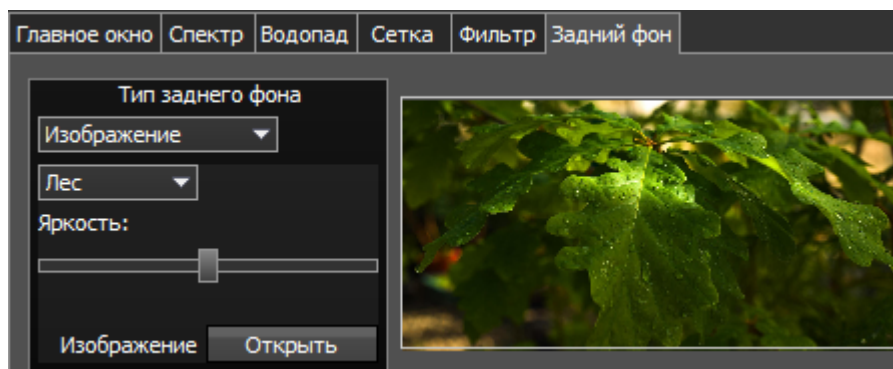 Главное окно Спектр Водопад Сетка Фильтр Задний фон
Тип заднего фона
Изображение
Лес
Яркость:
Изображение Открыть